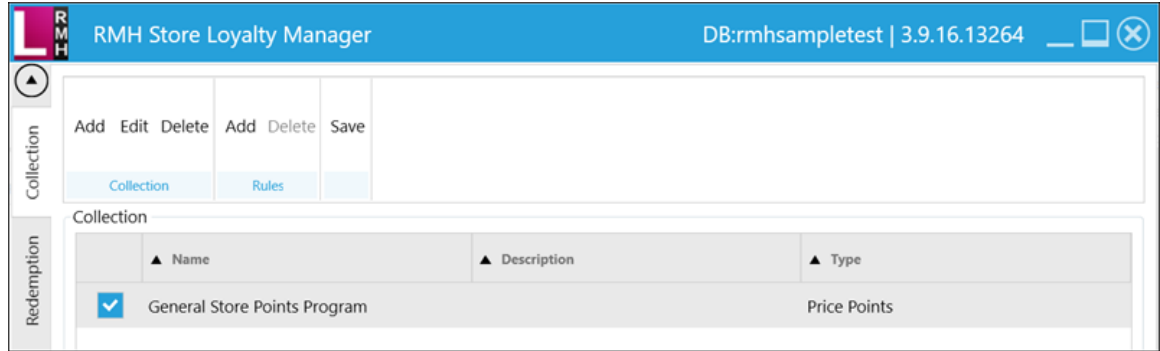 L RMH RMH Store Loyalty Manager DB:rmhsampletest | 3.9.16.13264
Collection
Redemption
Add Edit Delete Add Delete Save
Collection Rules
Collection
▲ Name ▲ Description ▲ Type
General Store Points Program Price Points